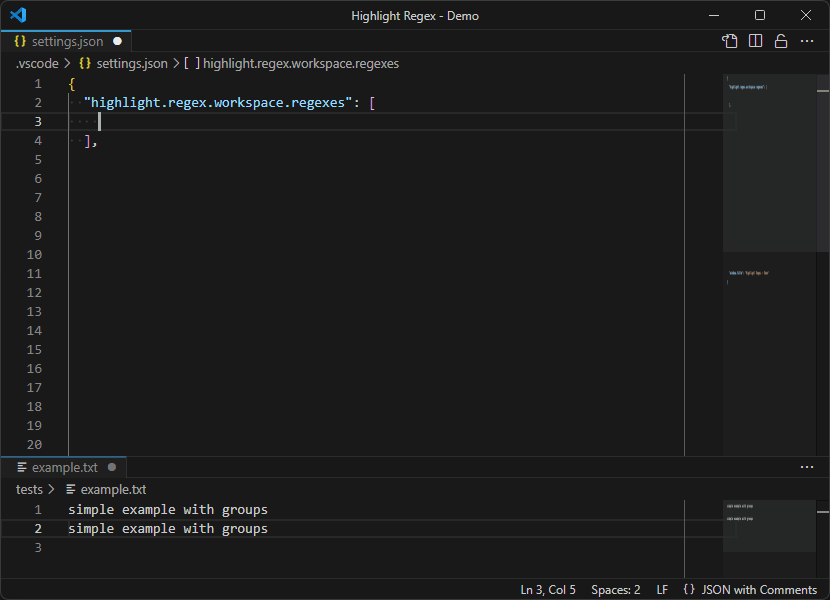 Highlight Regex - Demo
{} settings.json
.vscode > {} settings.json > [ ] highlight.regex.workspace.regexes
1 {
2 "highlight.regex.workspace.regexes": [
3
4 ],
5
6
7
8
9
10
11
12
13
14
15
16
17
18
19
20
example.txt
tests > example.txt
1 simple example with groups
2 simple example with groups
3
Ln 3, Col 5 Spaces: 2 LF {} JSON with Comments